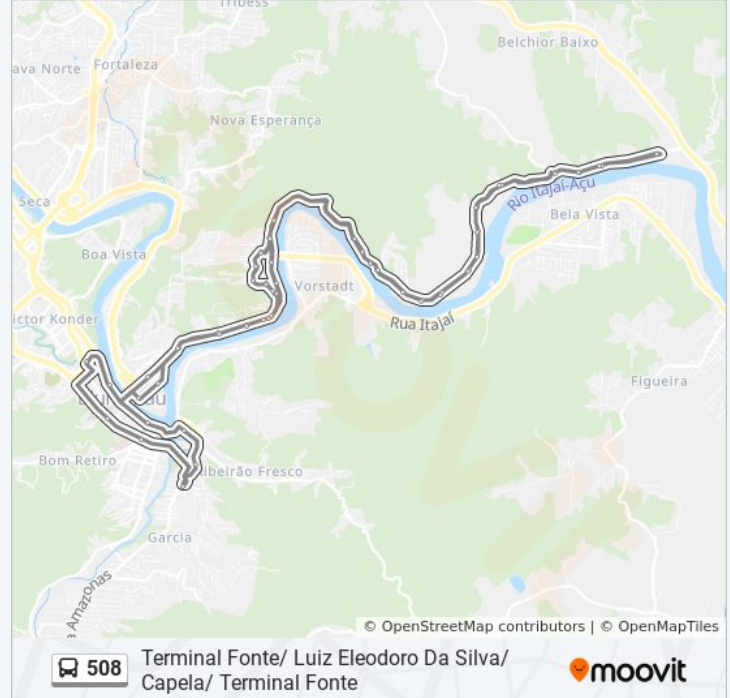 Tribess
Belchior Baixo
ava Norte
Fortaleza
Nova Esperança
Seca
Rio Itajaí-Açu
Bela Vista
Boa Vista
Vorstadt
ictor Konder
Rua Itajaí
Figueira
Bom Retiro
ibeirão Fresco
Garcia
a Amazonas
© OpenStreetMap contributors | © OpenMapTiles
508
Terminal Fonte/ Luiz Eleodoro Da Silva/
Capela/ Terminal Fonte
moovit